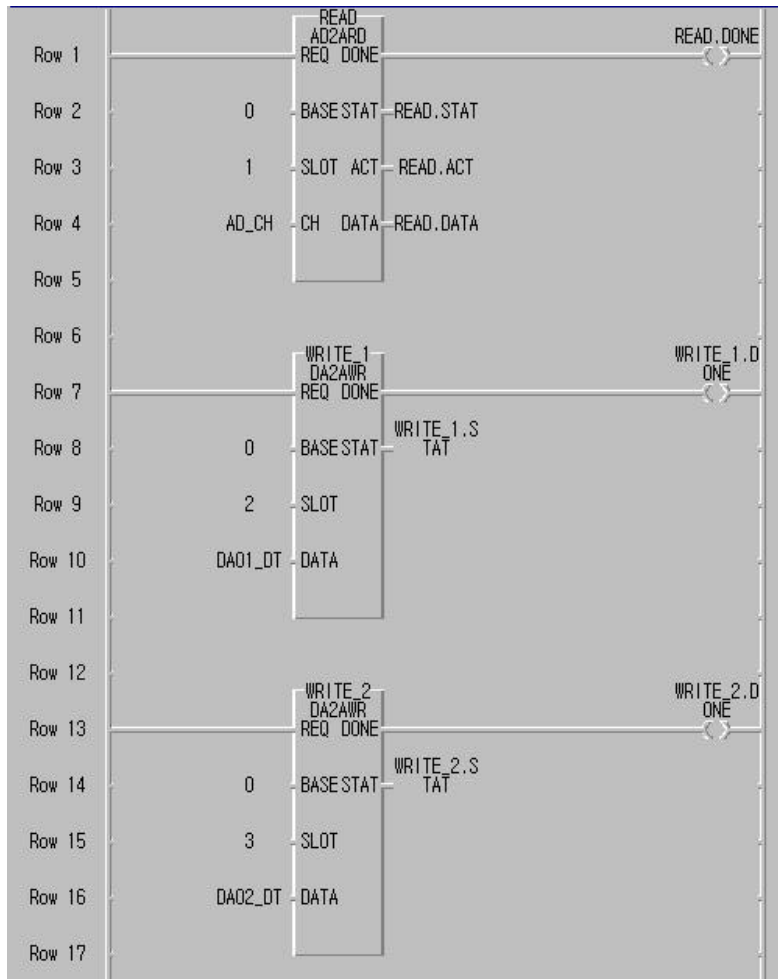 READ
AD2ARD
READ.DONE
Row 1 REQ DONE ( )
Row 2 0 BASE STAT READ.STAT
Row 3 1 SLOT ACT READ.ACT
Row 4 AD_CH CH DATA READ.DATA
Row 5
Row 6
WRITE_1
DA2AWR
WRITE_1.D
ONE
Row 7 REQ DONE ( )
WRITE_1.S
TAT
Row 8 0 BASE STAT
Row 9 2 SLOT
Row 10 DA01_DT DATA
Row 11
Row 12
WRITE_2
DA2AWR
WRITE_2.D
ONE
Row 13 REQ DONE ( )
WRITE_2.S
TAT
Row 14 0 BASE STAT
Row 15 3 SLOT
Row 16 DA02_DT DATA
Row 17